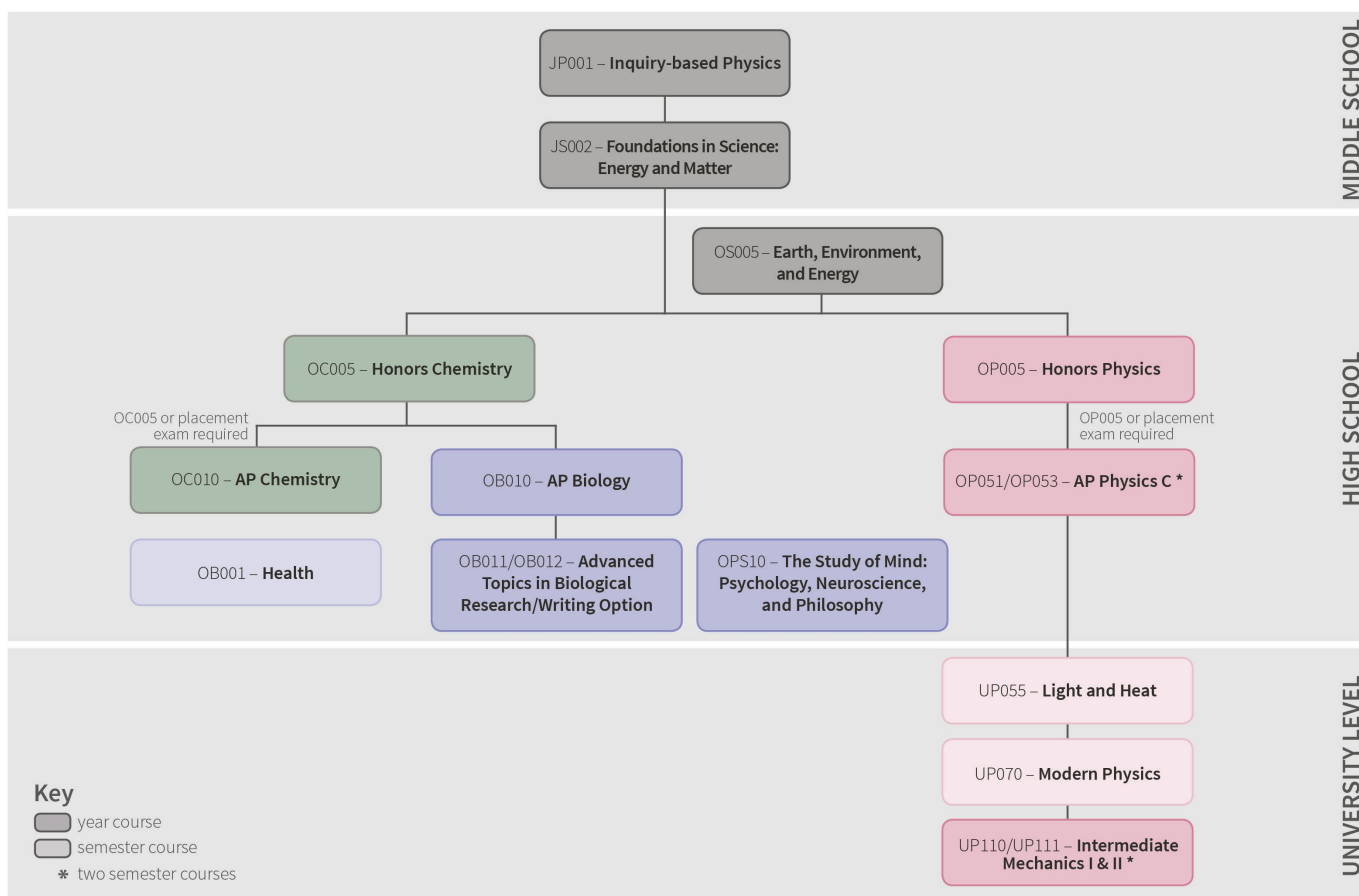 MIDDLE SCHOOL
JP001 – Inquiry-based Physics
JS002 – Foundations in Science:
Energy and Matter
HIGH SCHOOL
OS005 – Earth, Environment,
and Energy
OC005 – Honors Chemistry
OP005 – Honors Physics
OC005 or placement
exam required
OP005 or placement
exam required
OC010 – AP Chemistry
OB010 – AP Biology
OP051/OP053 – AP Physics C *
OB001 – Health
OB011/OB012 – Advanced
Topics in Biological
Research/Writing Option
OPS10 – The Study of Mind:
Psychology, Neuroscience,
and Philosophy
UNIVERSITY LEVEL
UP055 – Light and Heat
UP070 – Modern Physics
UP110/UP111 – Intermediate
Mechanics I & II *
Key
year course
semester course
* two semester courses